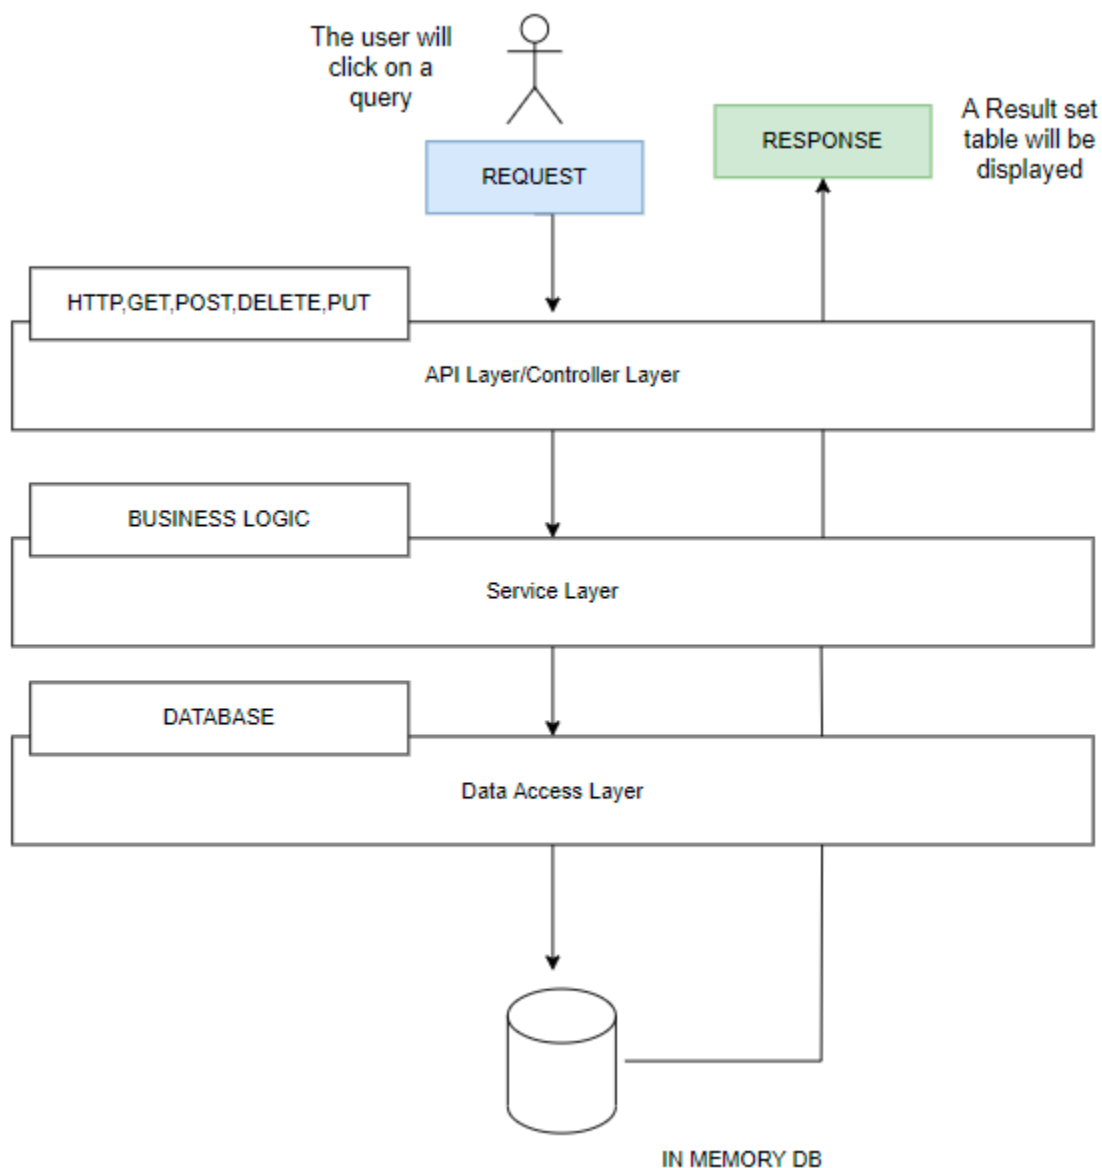 The user will
click on a
query
REQUEST
RESPONSE
A Result set
table will be
displayed
HTTP,GET,POST,DELETE,PUT
API Layer/Controller Layer
BUSINESS LOGIC
Service Layer
DATABASE
Data Access Layer
IN MEMORY DB